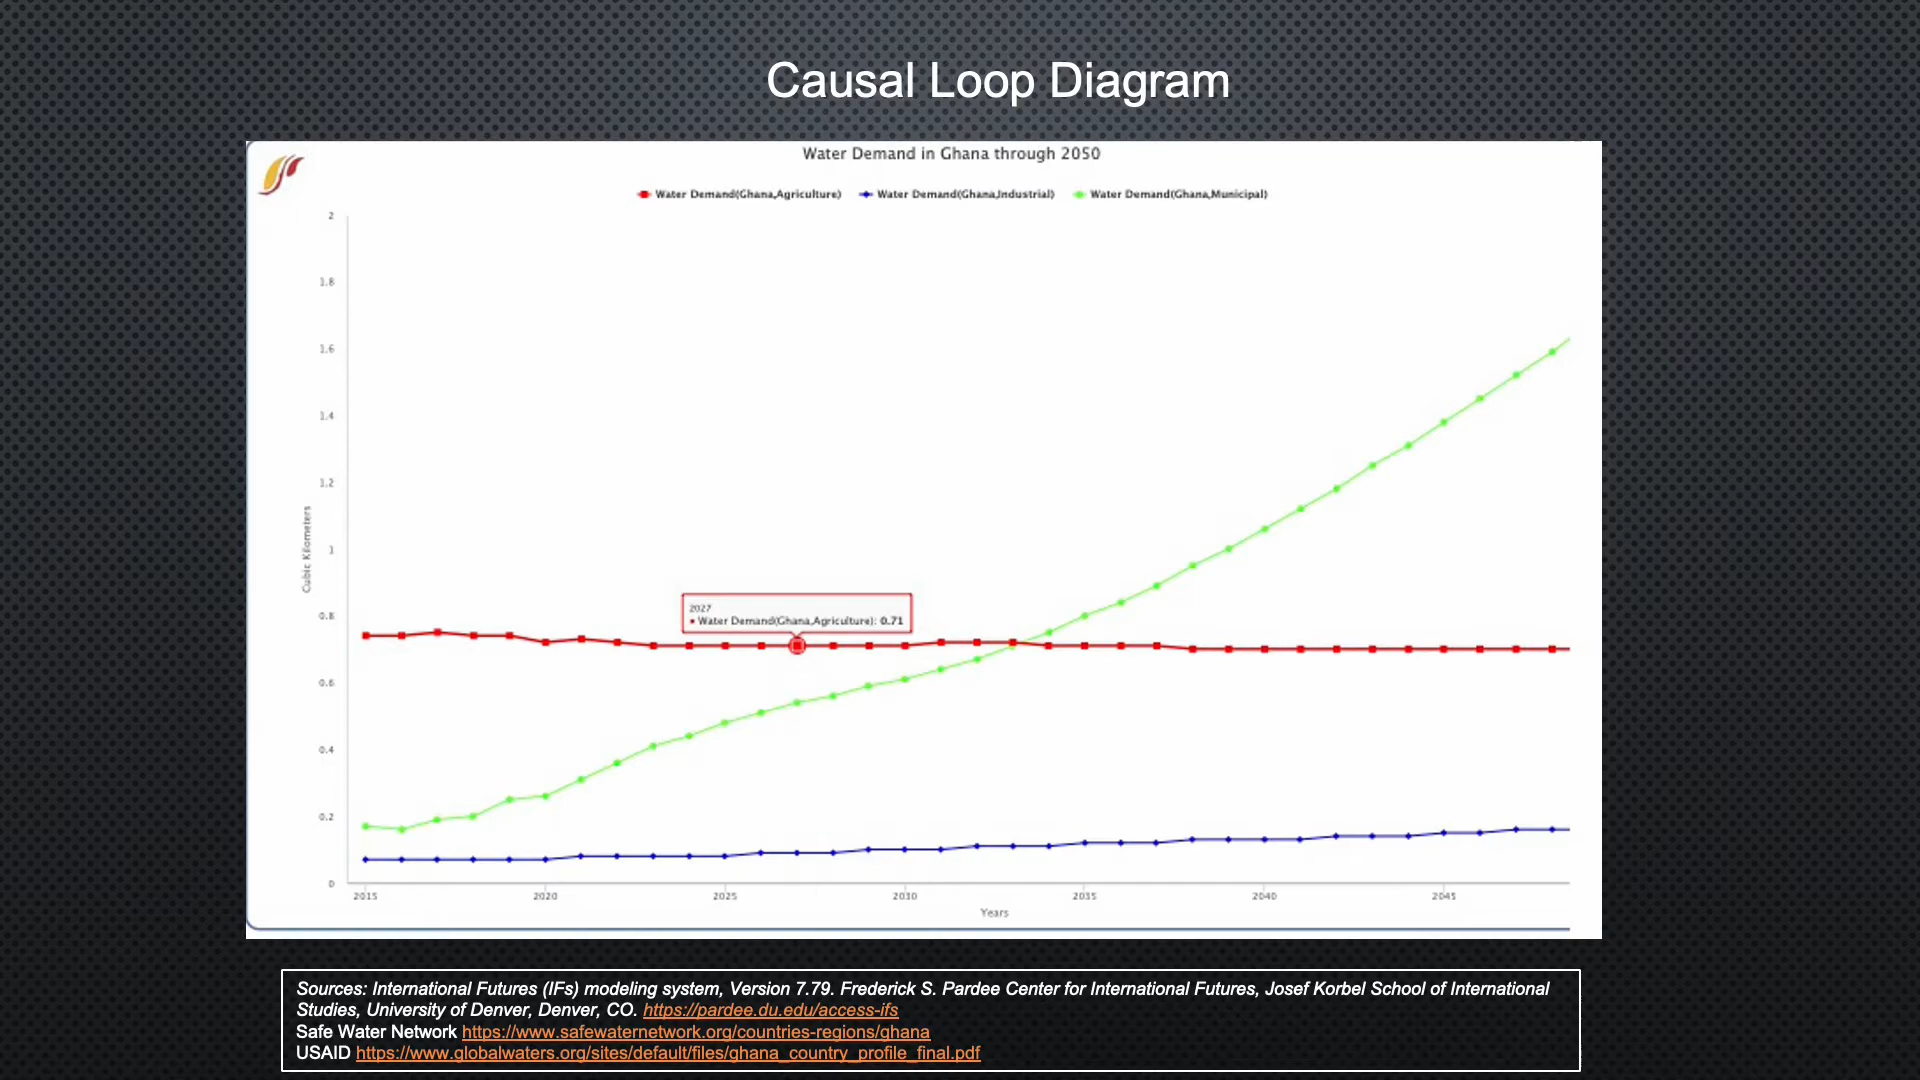 Causal Loop Diagram
Water Demand in Ghana through 2050
Water Demand(Ghana,Agriculture) Water Demand(Ghana,Industrial) Water Demand(Ghana,Municipal)
2
1.8
1.6
1.4
1.2
1
0.8
0.6
0.4
0.2
0
Cubic Kilometers
2027
Water Demand(Ghana,Agriculture): 0.71
2015 2020 2025 2030 2035 2040 2045
Years
Sources: International Futures (IFs) modeling system, Version 7.79. Frederick S. Pardee Center for International Futures, Josef Korbel School of International
Studies, University of Denver, Denver, CO. https://pardee.du.edu/access-ifs
Safe Water Network https://www.safewaternetwork.org/countries-regions/ghana
USAID https://www.globalwaters.org/sites/default/files/ghana_country_profile_final.pdf